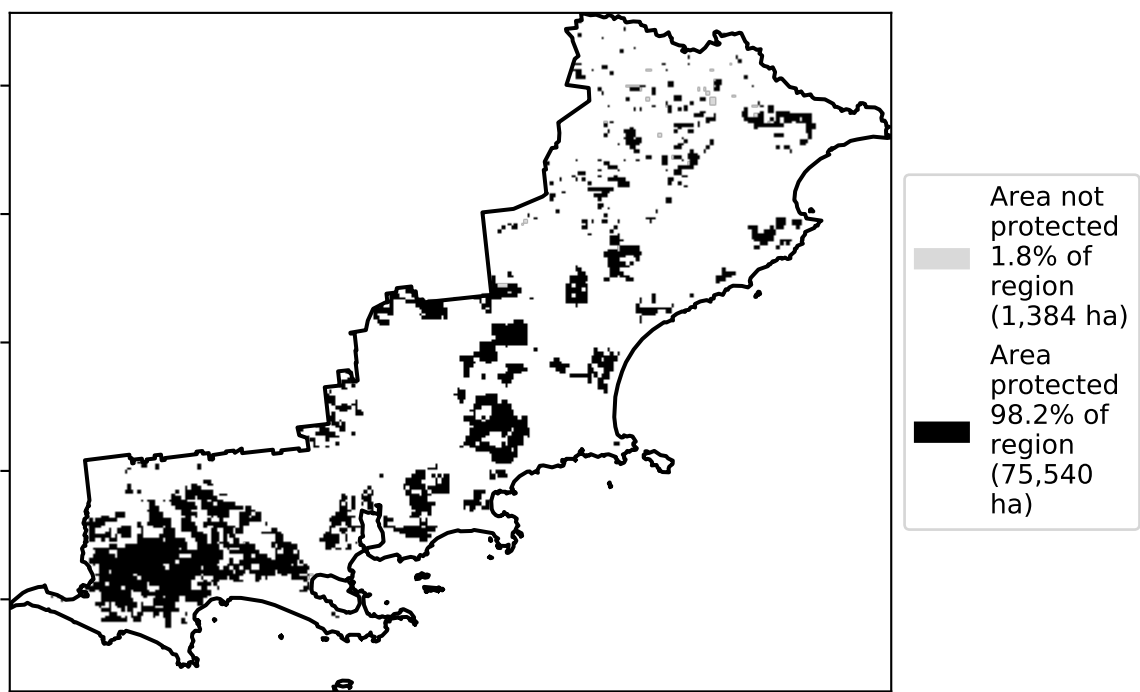 Area not
protected
1.8% of
region
(1,384 ha)
Area
protected
98.2% of
region
(75,540
ha)